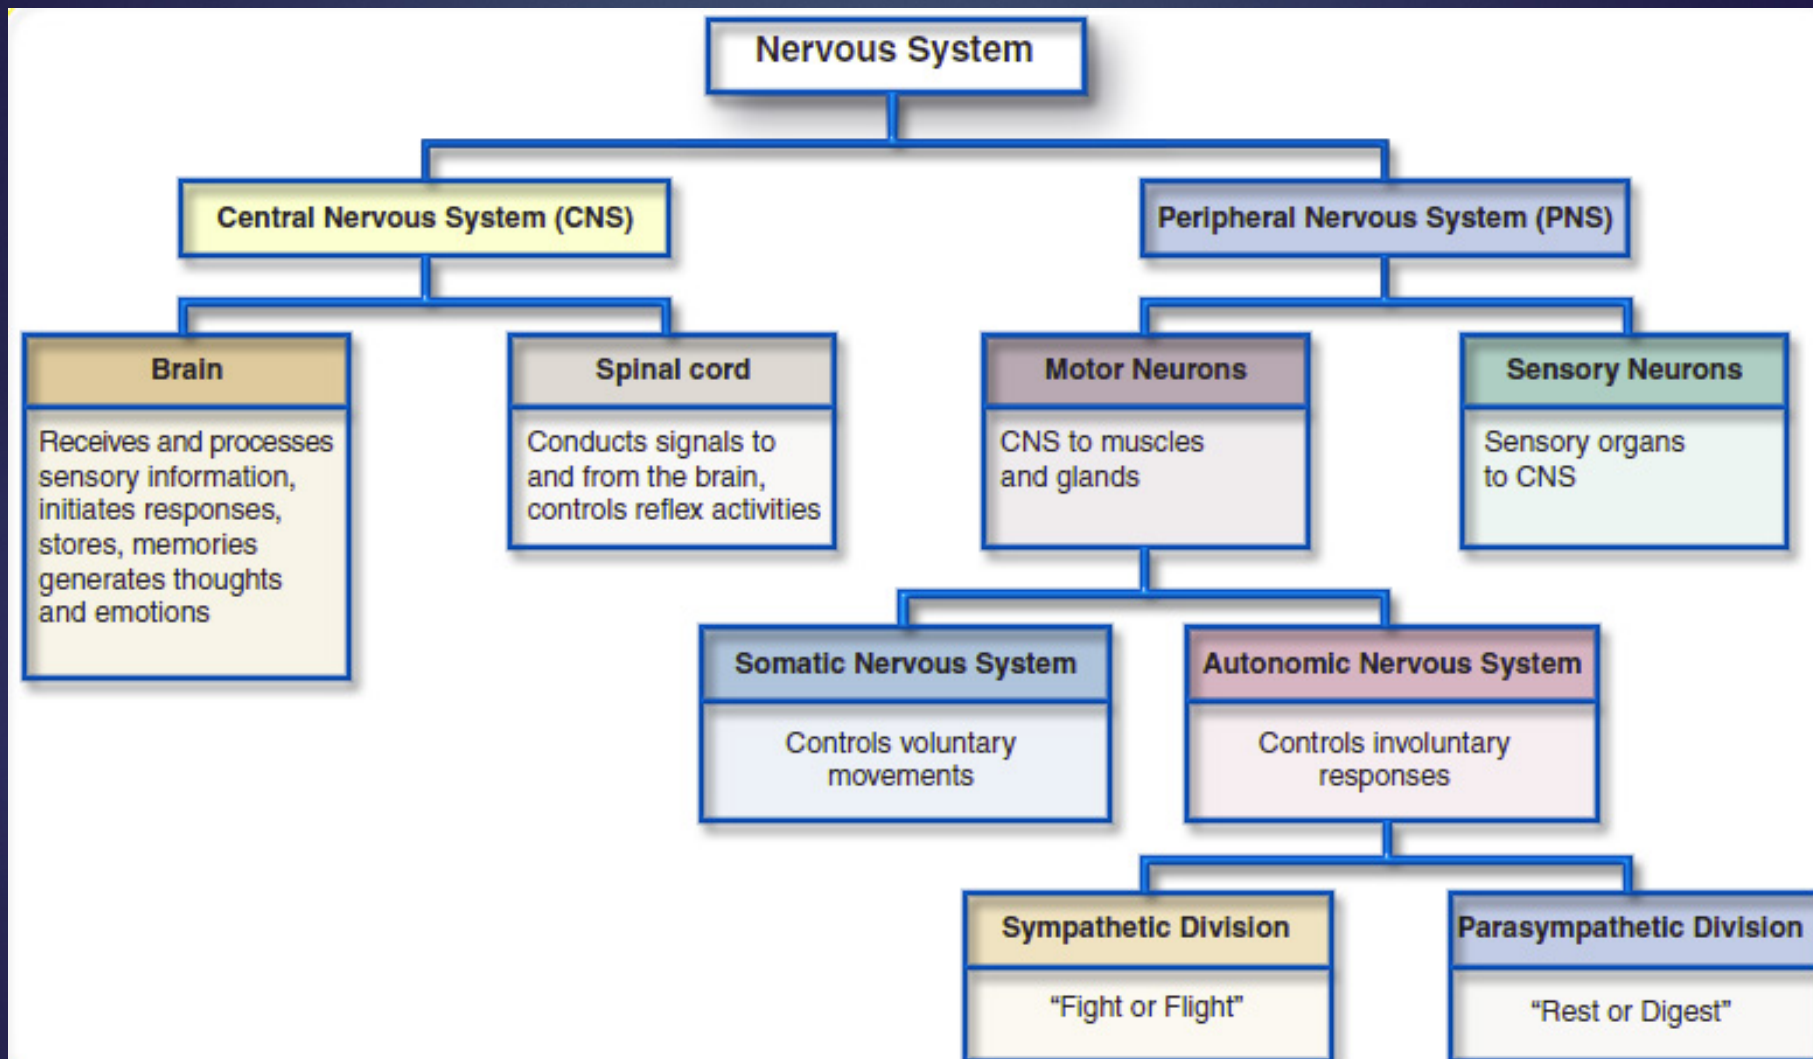 Nervous System
Central Nervous System (CNS)
Peripheral Nervous System (PNS)
Brain
Receives and processes
sensory information,
initiates responses,
stores, memories
generates thoughts
and emotions
Spinal cord
Conducts signals to
and from the brain,
controls reflex activities
Motor Neurons
CNS to muscles
and glands
Sensory Neurons
Sensory organs
to CNS
Somatic Nervous System
Controls voluntary
movements
Autonomic Nervous System
Controls involuntary
responses
Sympathetic Division
“Fight or Flight”
Parasympathetic Division
“Rest or Digest”